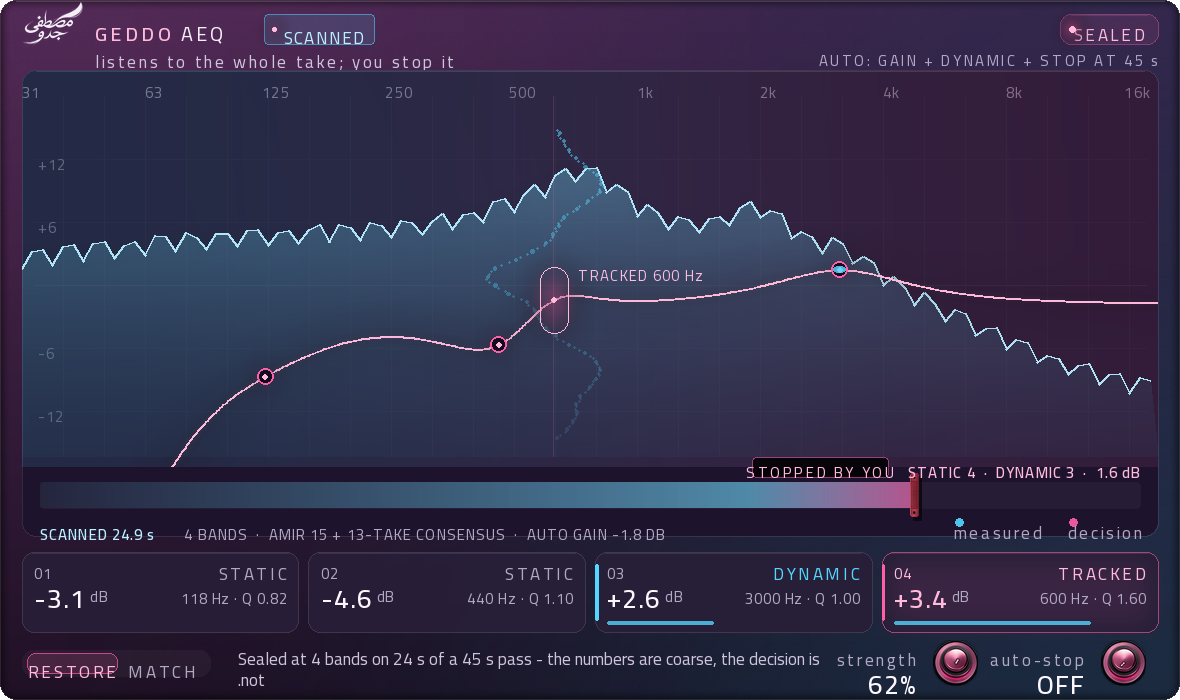 مصطفى جدو
GEDDO AEQ
SCANNED
SEALED
listens to the whole take; you stop it
AUTO: GAIN + DYNAMIC + STOP AT 45 s
31 63 125 250 500 1k 2k 4k 8k 16k
+12
+6
TRACKED 600 Hz
-6
-12
STOPPED BY YOU STATIC 4 · DYNAMIC 3 · 1.6 dB
SCANNED 24.9 s 4 BANDS · AMIR 15 + 13-TAKE CONSENSUS · AUTO GAIN -1.8 DB
measured decision
01 STATIC
-3.1 dB 118 Hz · Q 0.82
02 STATIC
-4.6 dB 440 Hz · Q 1.10
03 DYNAMIC
+2.6 dB 3000 Hz · Q 1.00
04 TRACKED
+3.4 dB 600 Hz · Q 1.60
RESTORE MATCH
Sealed at 4 bands on 24 s of a 45 s pass - the numbers are coarse, the decision is
.not
strength
62%
auto-stop
OFF